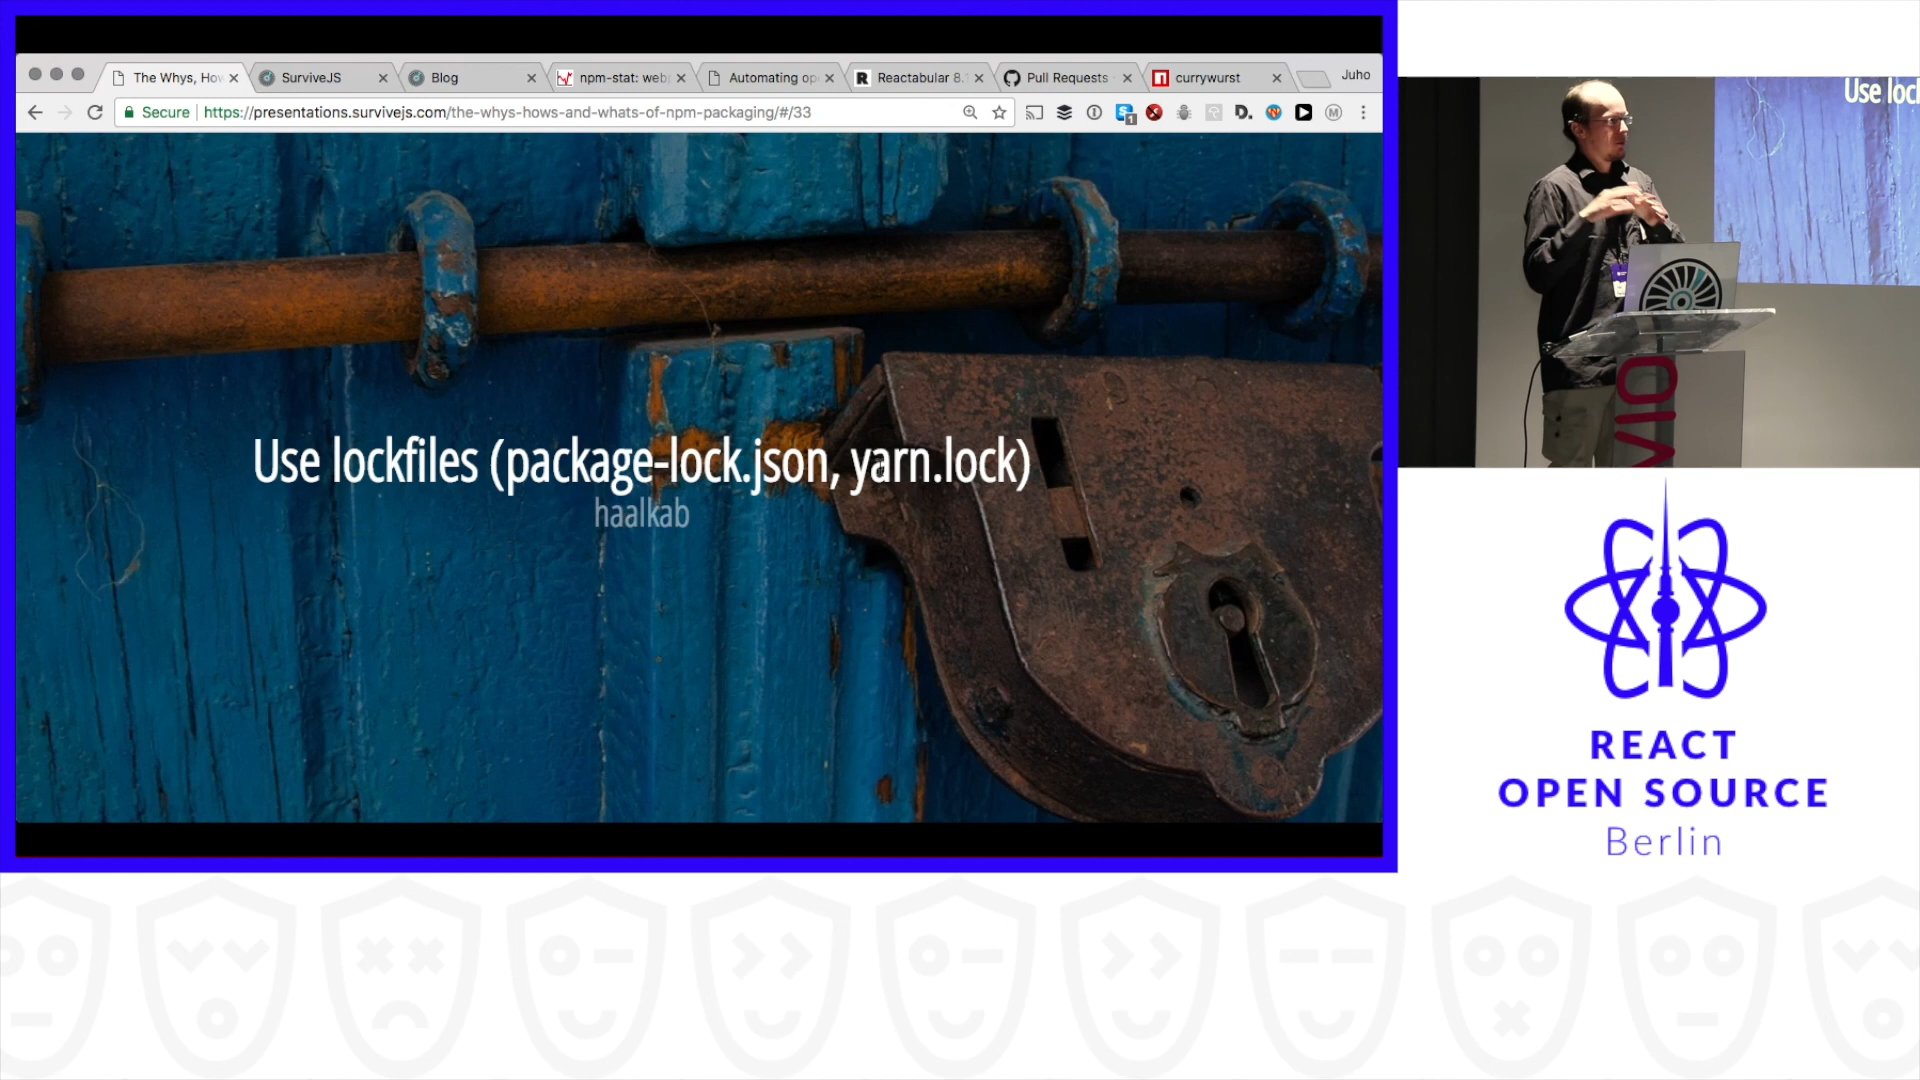 The Whys, How
SurviveJS
Blog
npm-stat: web
Automating op
Reactabular 8.
Pull Requests
currywurst
Juho
Secure
https://presentations.survivejs.com/the-whys-hows-and-whats-of-npm-packaging/#/33
Use lockfiles (package-lock.json, yarn.lock)
haalkab
Use locl
REACT
OPEN SOURCE
Berlin